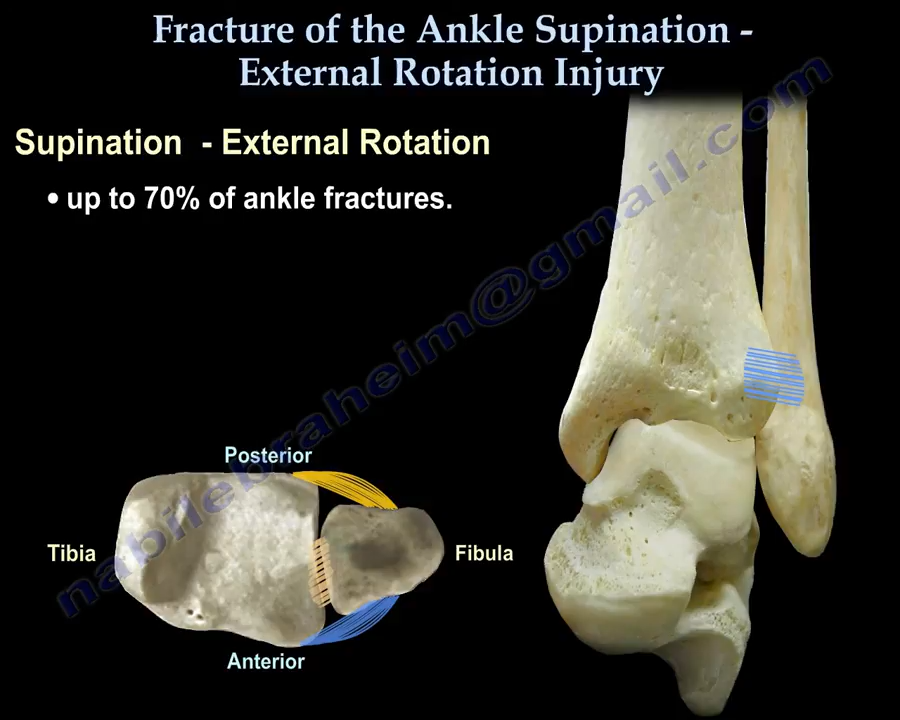 Fracture of the Ankle Supination -
External Rotation Injury
Supination - External Rotation
• up to 70% of ankle fractures.
Posterior
Tibia
Fibula
Anterior
nabilebraheim@gmail.com